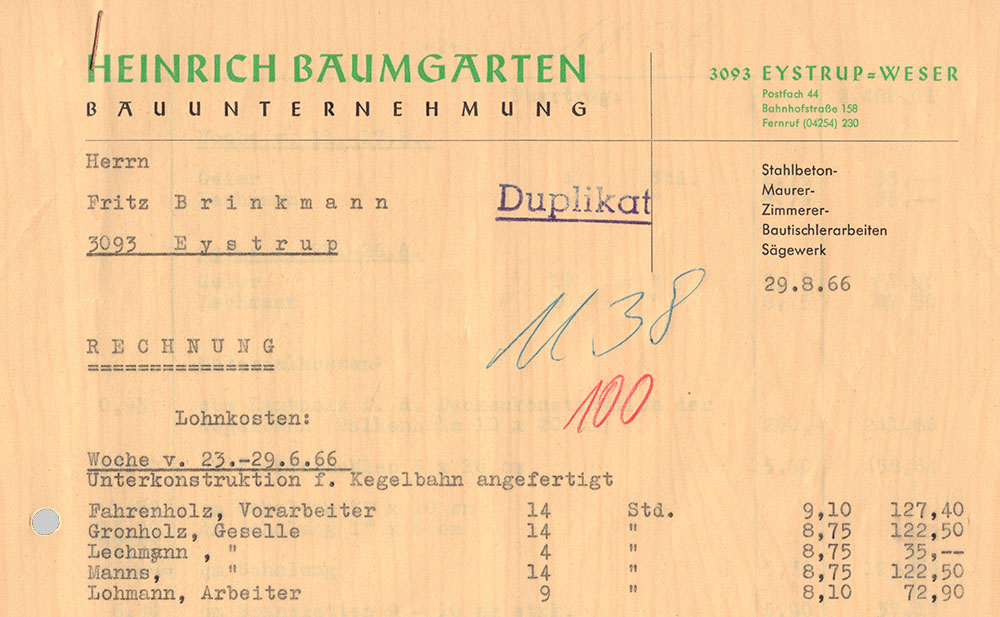 HEINRICH BAUMGARTEN
BAUUNTERNEHMUNG
3093 EYSTRUP=WESER
Postfach 44
Bahnhofstraße 158
Fernruf (04254) 230
Herrn
Fritz Brinkmann
3093 Eystrup
Duplikat
Stahlbeton-
Maurer-
Zimmerer-
Bautischlerarbeiten
Sägewerk
29.8.66
1138
100
RECHNUNG
Lohnkosten:
Woche v. 23.-29.6.66
Unterkonstruktion f. Kegelbahn angefertigt
Fahrenholz, Vorarbeiter 14 Std. 9,10 127,40
Gronholz, Geselle 14 " 8,75 122,50
Lechmann , " 4 " 8,75 35,--
Manns, " 14 " 8,75 122,50
Lohmann, Arbeiter 9 " 8,10 72,90